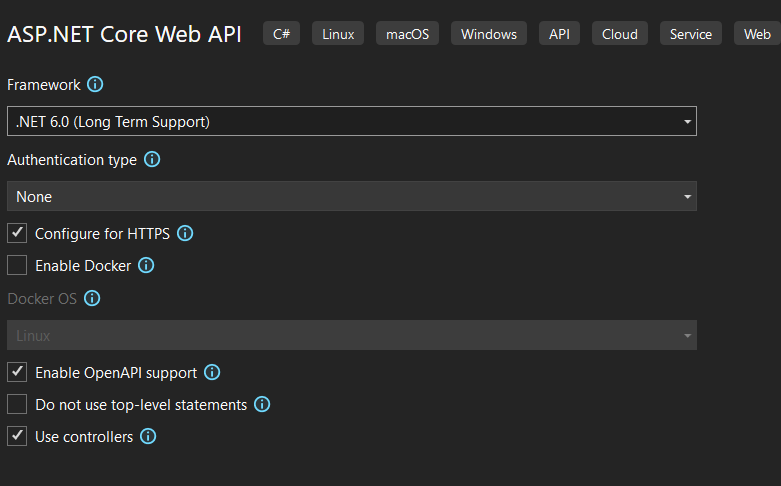 ASP.NET Core Web API C# Linux macOS Windows API Cloud Service Web
Framework
.NET 6.0 (Long Term Support)
Authentication type
None
Configure for HTTPS
Enable Docker
Docker OS
Linux
Enable OpenAPI support
Do not use top-level statements
Use controllers